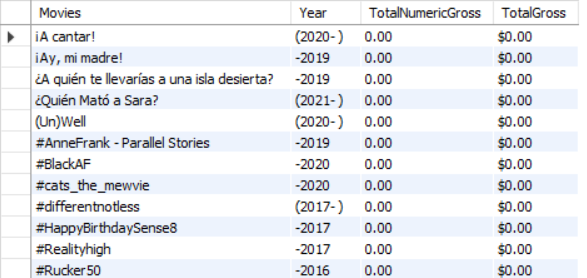 Movies Year TotalNumericGross TotalGross
¡A cantar! (2020- ) 0.00 $0.00
¡Ay, mi madre! -2019 0.00 $0.00
¿A quién te llevarías a una isla desierta? -2019 0.00 $0.00
¿Quién Mató a Sara? (2021- ) 0.00 $0.00
(Un)Well (2020- ) 0.00 $0.00
#AnneFrank - Parallel Stories -2019 0.00 $0.00
#BlackAF -2020 0.00 $0.00
#cats_the_mewvie -2020 0.00 $0.00
#differentnotless (2017- ) 0.00 $0.00
#HappyBirthdaySense8 -2017 0.00 $0.00
#Realityhigh -2017 0.00 $0.00
#Rucker50 -2016 0.00 $0.00